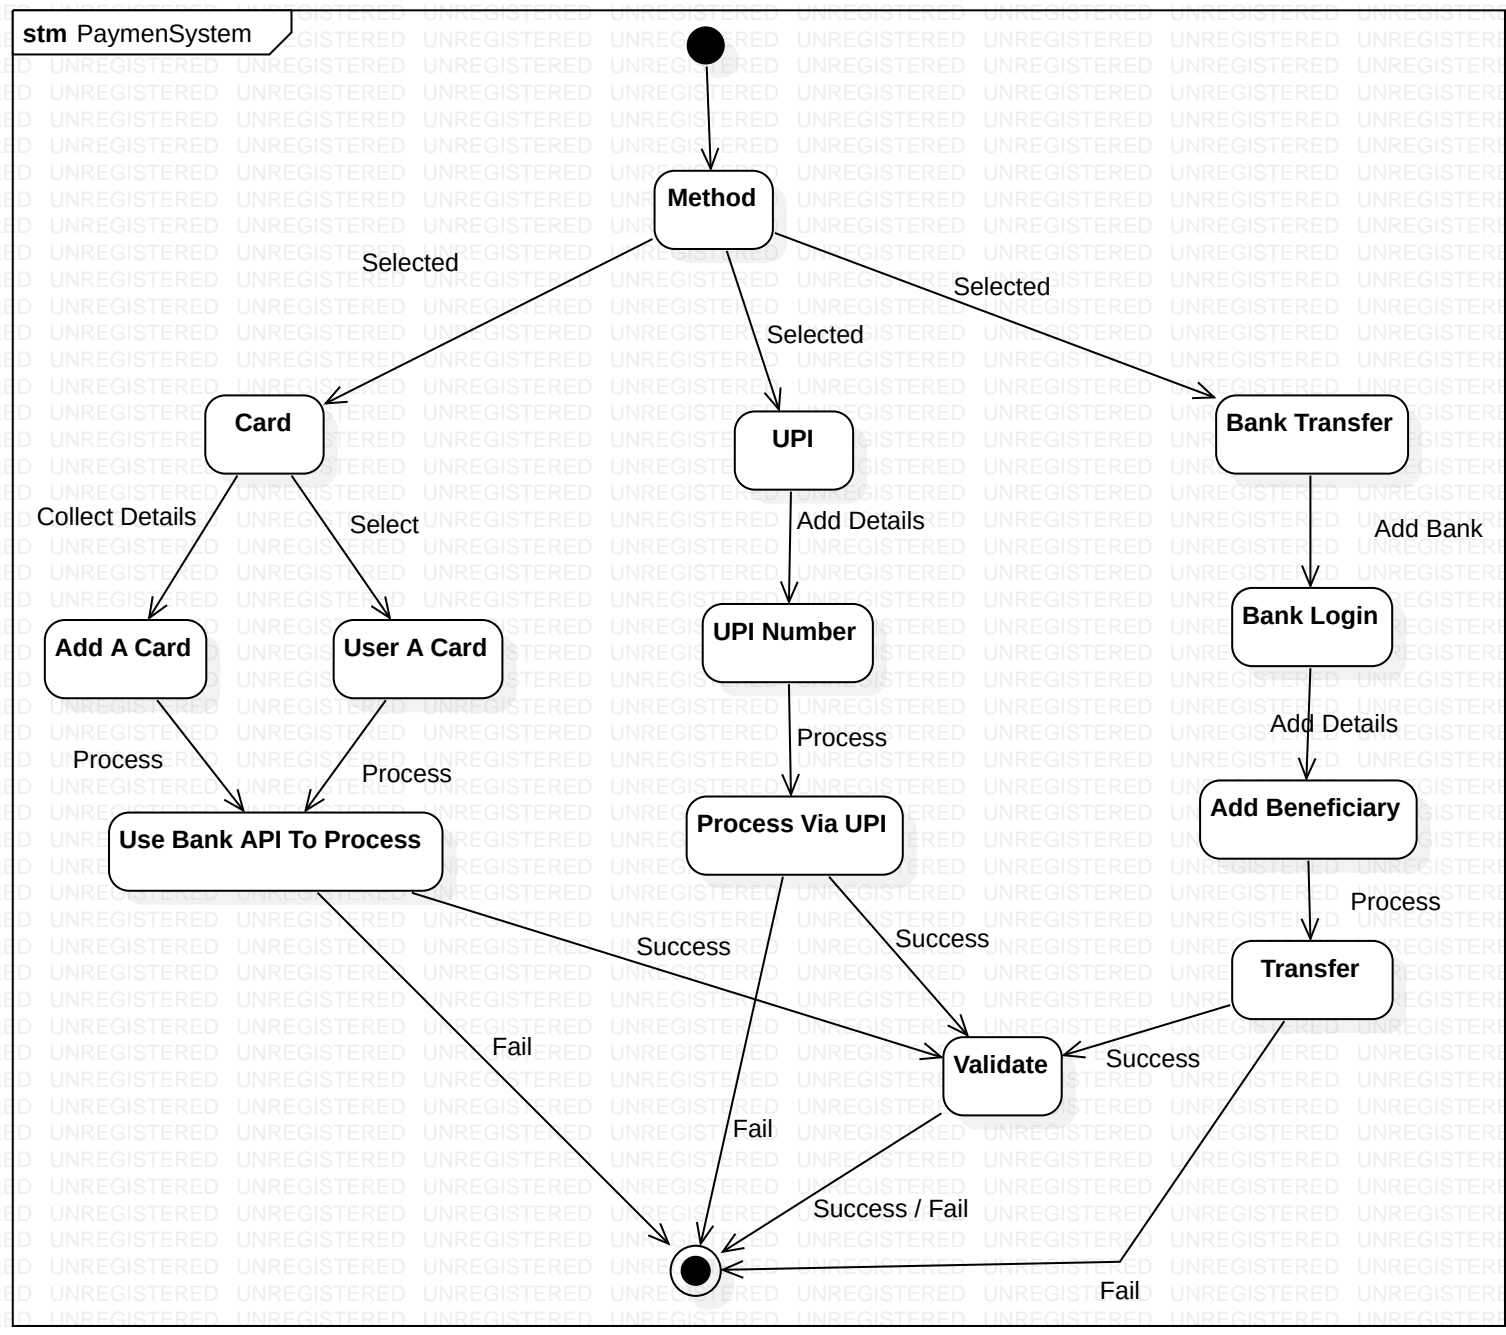 stm PaymenSystem
Method
Selected
Selected
Selected
Card
UPI
Bank Transfer
Collect Details
Select
Add Details
Add Bank
Add A Card
User A Card
UPI Number
Bank Login
Process
Process
Process
Add Details
Use Bank API To Process
Process Via UPI
Add Beneficiary
Process
Success
Success
Transfer
Fail
Validate
Success
Fail
Success / Fail
Fail
UNREGISTERED